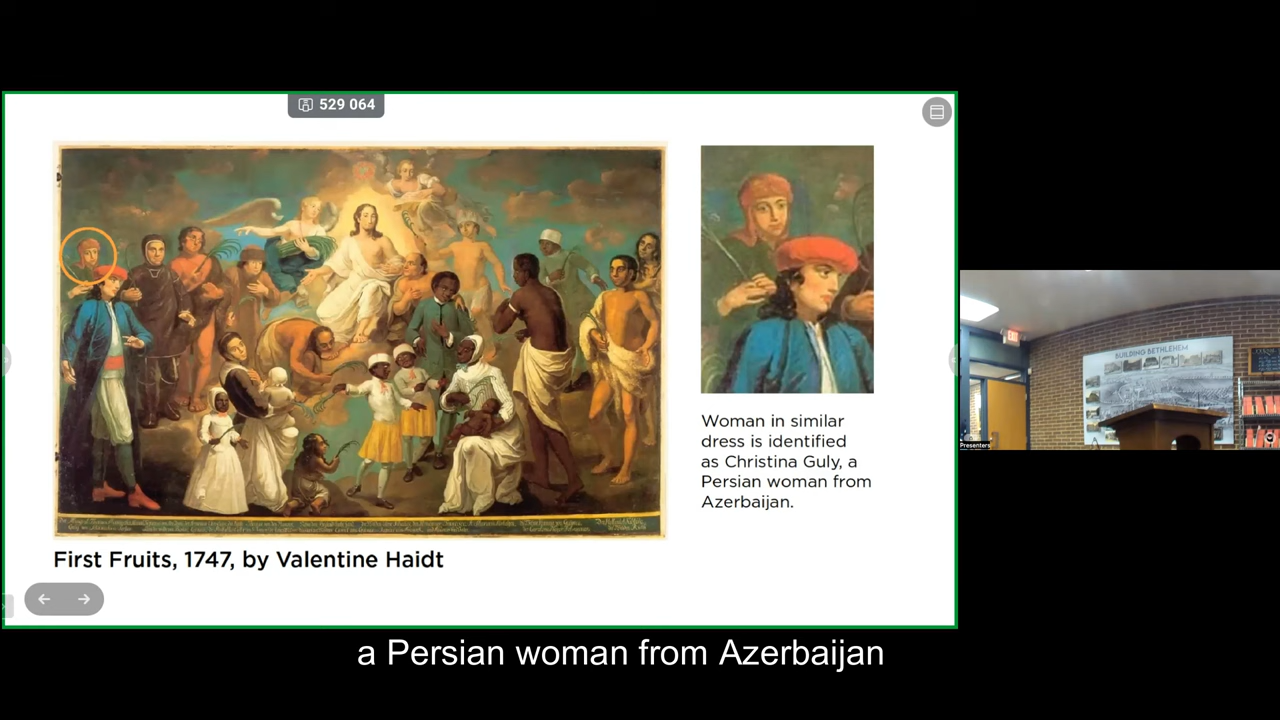 529 064
Woman in similar
dress is identified
as Christina Guly, a
Persian woman from
Azerbaijan.
First Fruits, 1747, by Valentine Haidt
BUILDING BETHLEHEM
EXIT
Presenters
a Persian woman from Azerbaijan